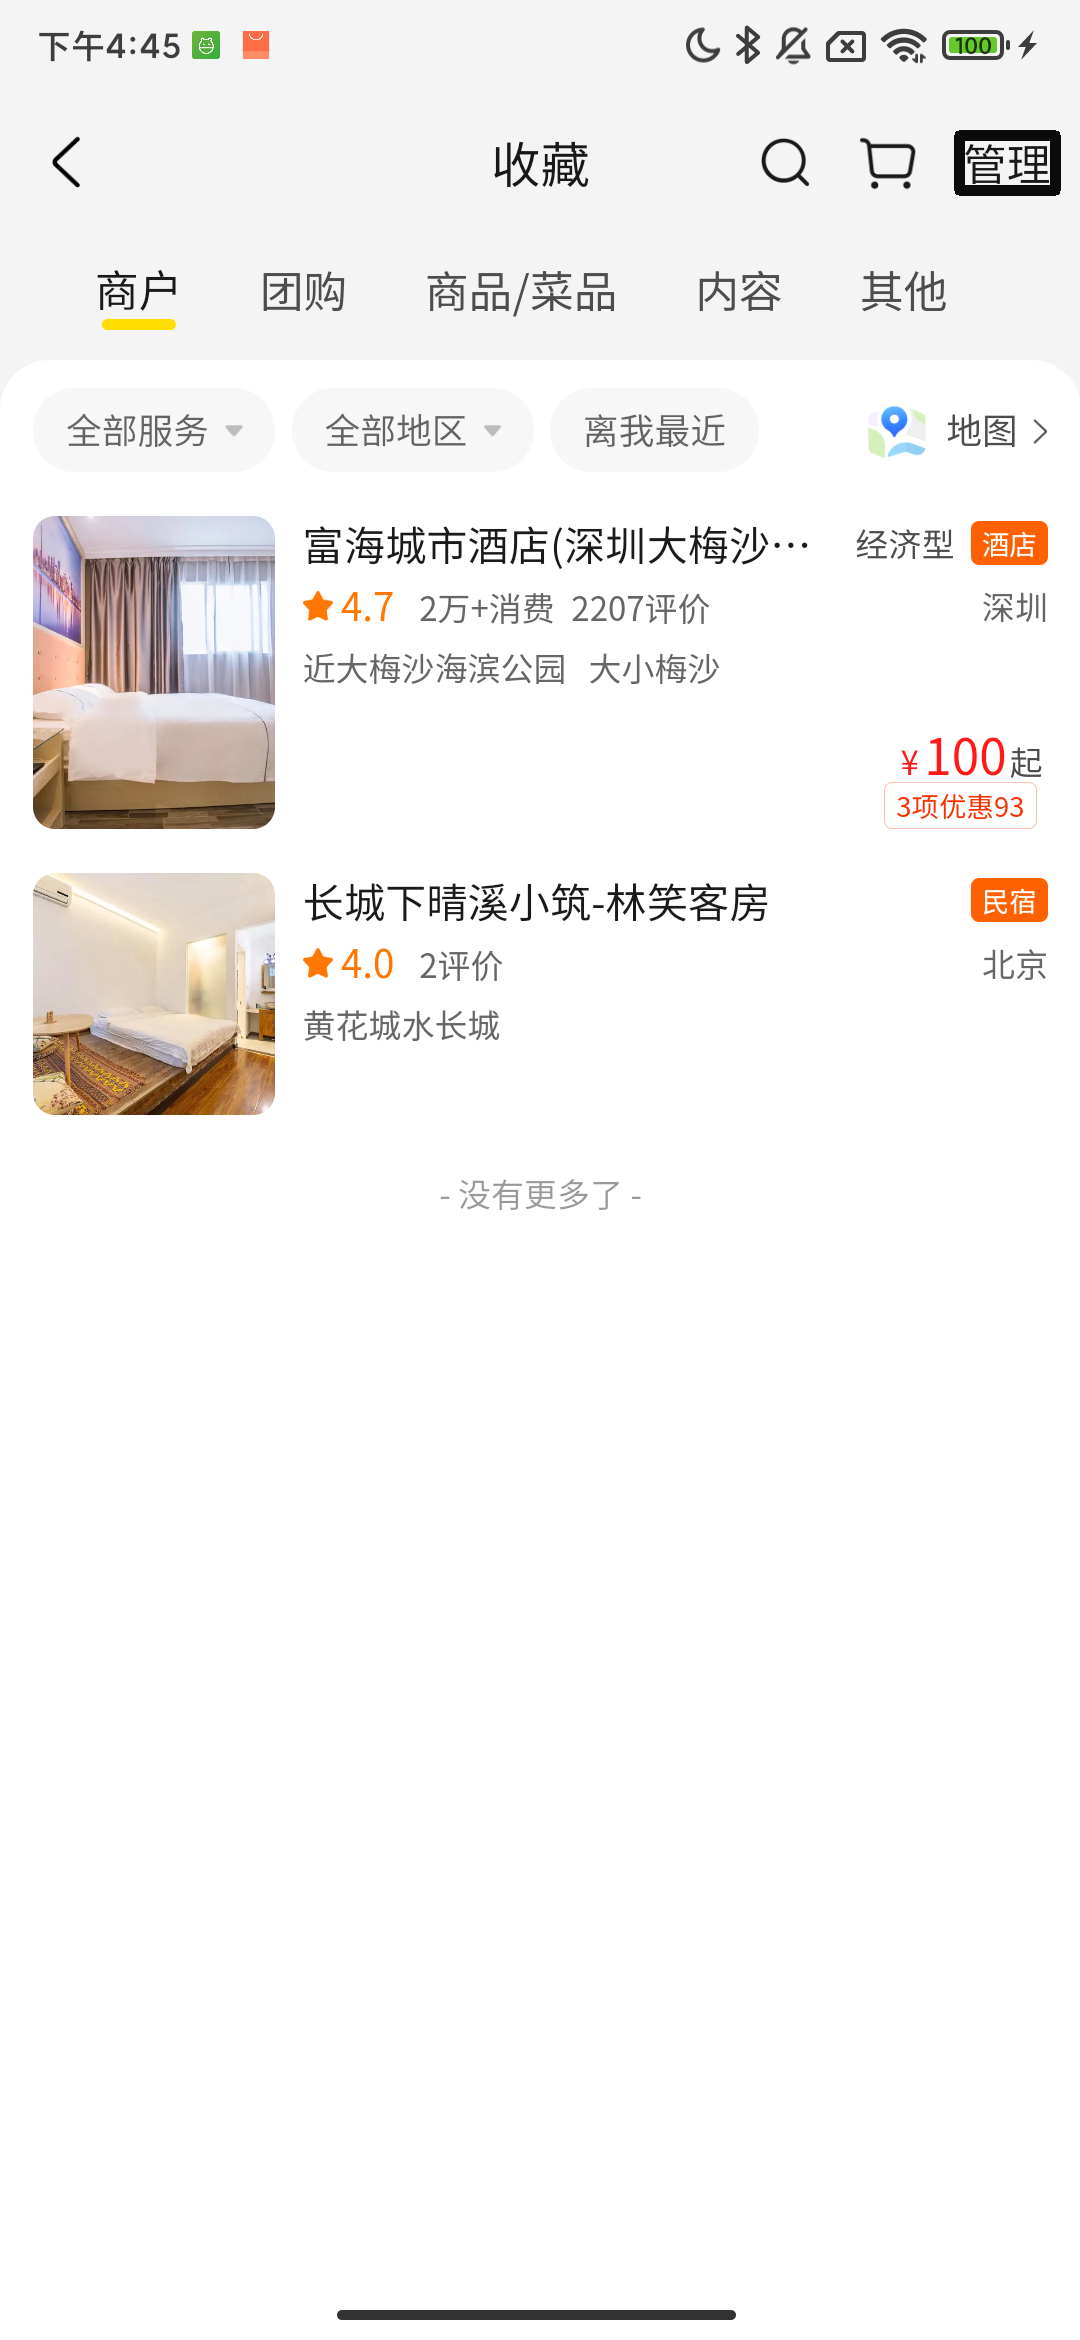 下午4:45
100
收藏
管理
商户 团购 商品/菜品 内容 其他
全部服务 全部地区 离我最近 地图
富海城市酒店(深圳大梅沙… 经济型 酒店
4.7 2万+消费 2207评价 深圳
近大梅沙海滨公园 大小梅沙
¥100起
3项优惠93
长城下晴溪小筑-林笑客房 民宿
4.0 2评价 北京
黄花城水长城
- 没有更多了 -